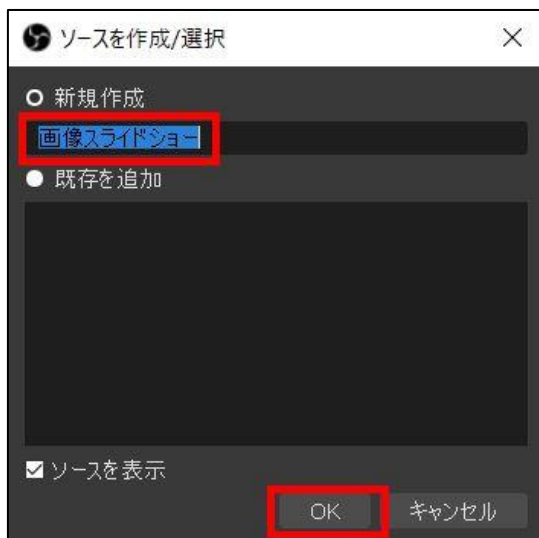 ソースを作成/選択
新規作成
画像スライドショー
既存を追加
ソースを表示
OK
キャンセル